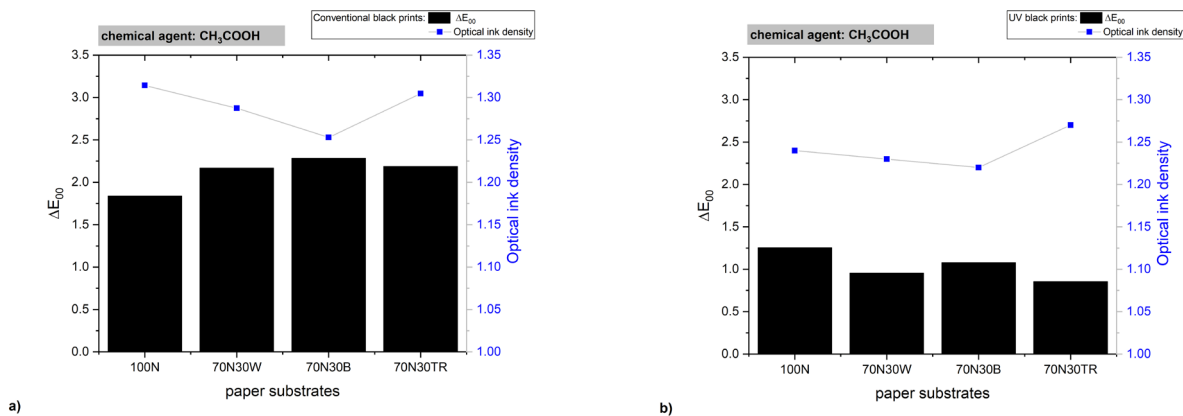 Conventional black prints: ΔE₀₀
Optical ink density
chemical agent: CH₃COOH
3.5
3.0
2.5
2.0
1.5
1.0
0.5
0.0
ΔE₀₀
1.35
1.30
1.25
1.20
1.15
1.10
1.05
1.00
Optical ink density
100N 70N30W 70N30B 70N30TR
paper substrates
a)
UV black prints: ΔE₀₀
Optical ink density
chemical agent: CH₃COOH
3.5
3.0
2.5
2.0
1.5
1.0
0.5
0.0
ΔE₀₀
1.35
1.30
1.25
1.20
1.15
1.10
1.05
1.00
Optical ink density
100N 70N30W 70N30B 70N30TR
paper substrates
b)